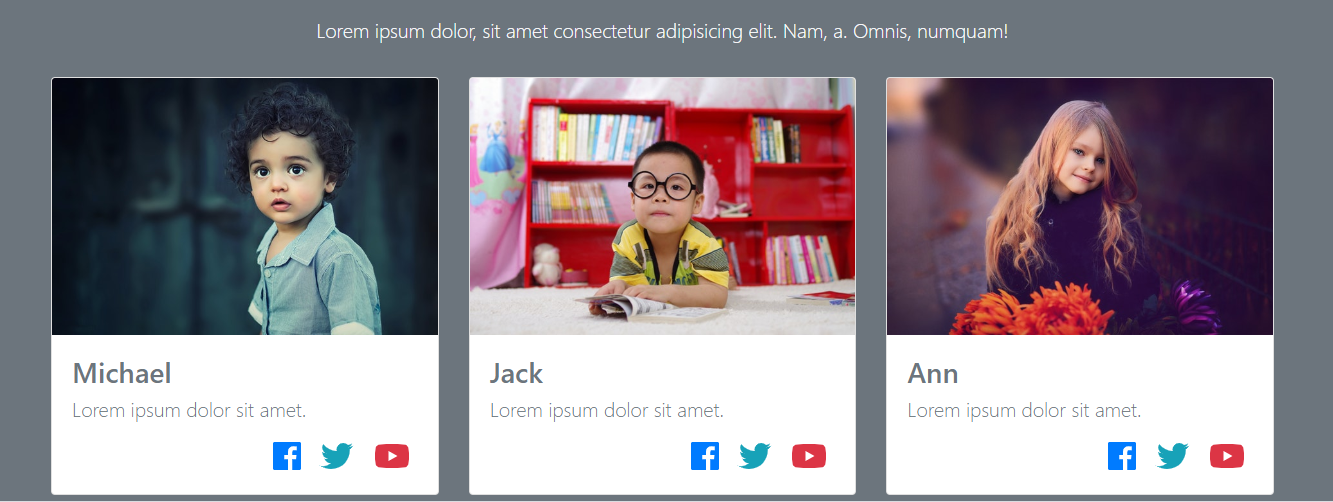 Lorem ipsum dolor, sit amet consectetur adipisicing elit. Nam, a. Omnis, numquam!
Michael
Lorem ipsum dolor sit amet.
Jack
Lorem ipsum dolor sit amet.
Ann
Lorem ipsum dolor sit amet.